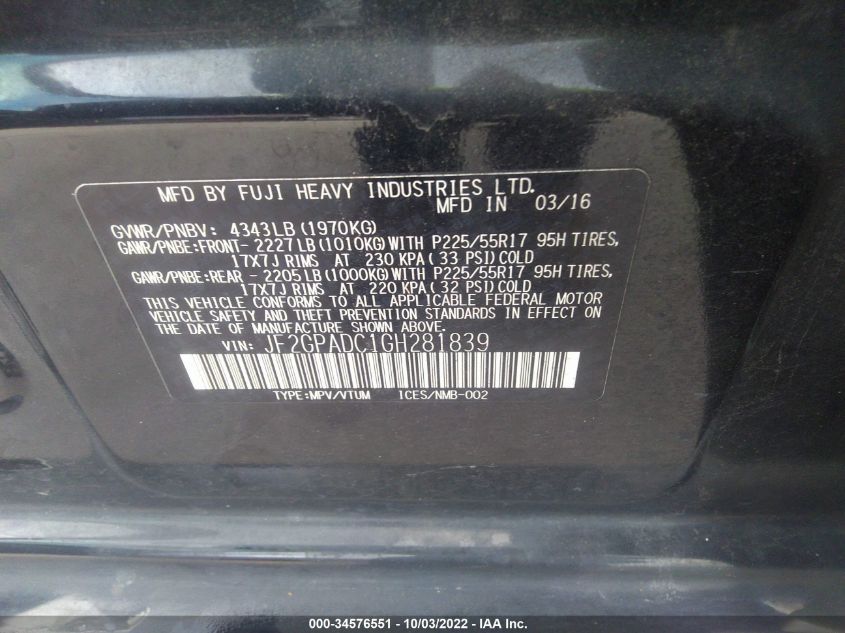 MFD BY FUJI HEAVY INDUSTRIES LTD.
MFD IN 03/16
GVWR/PNBV: 4343LB(1970KG)
GAWR/PNBE:FRONT- 2227LB(1010KG)WITH P225/55R17 95H TIRES,
17X7J RIMS AT 230 KPA(33 PSI)COLD
GAWR/PNBE:REAR - 2205LB(1000KG)WITH P225/55R17 95H TIRES,
17X7J RIMS AT 220 KPA(32 PSI)COLD
THIS VEHICLE CONFORMS TO ALL APPLICABLE FEDERAL MOTOR
VEHICLE SAFETY AND THEFT PREVENTION STANDARDS IN EFFECT ON
THE DATE OF MANUFACTURE SHOWN ABOVE.
VIN: JF2GPADC1GH281839
TYPE:MPV/VTUM ICES/NMB-002
000-34576551 - 10/03/2022 - IAA Inc.